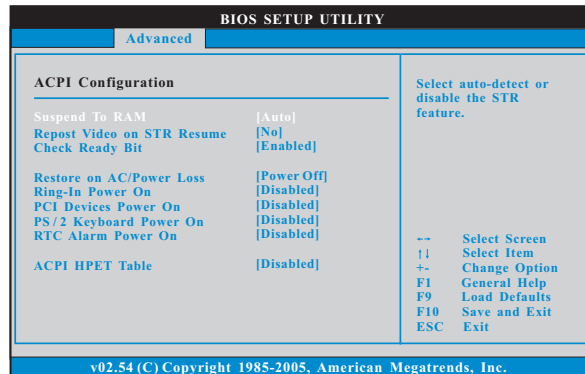 BIOS SETUP UTILITY
Advanced
ACPI Configuration
Suspend To RAM [Auto]
Repost Video on STR Resume [No]
Check Ready Bit [Enabled]
Restore on AC/Power Loss [Power Off]
Ring-In Power On [Disabled]
PCI Devices Power On [Disabled]
PS/2 Keyboard Power On [Disabled]
RTC Alarm Power On [Disabled]
ACPI HPET Table [Disabled]
Select auto-detect or
disable the STR
feature.
←→ Select Screen
↑↓ Select Item
+- Change Option
F1 General Help
F9 Load Defaults
F10 Save and Exit
ESC Exit
v02.54 (C) Copyright 1985-2005, American Megatrends, Inc.